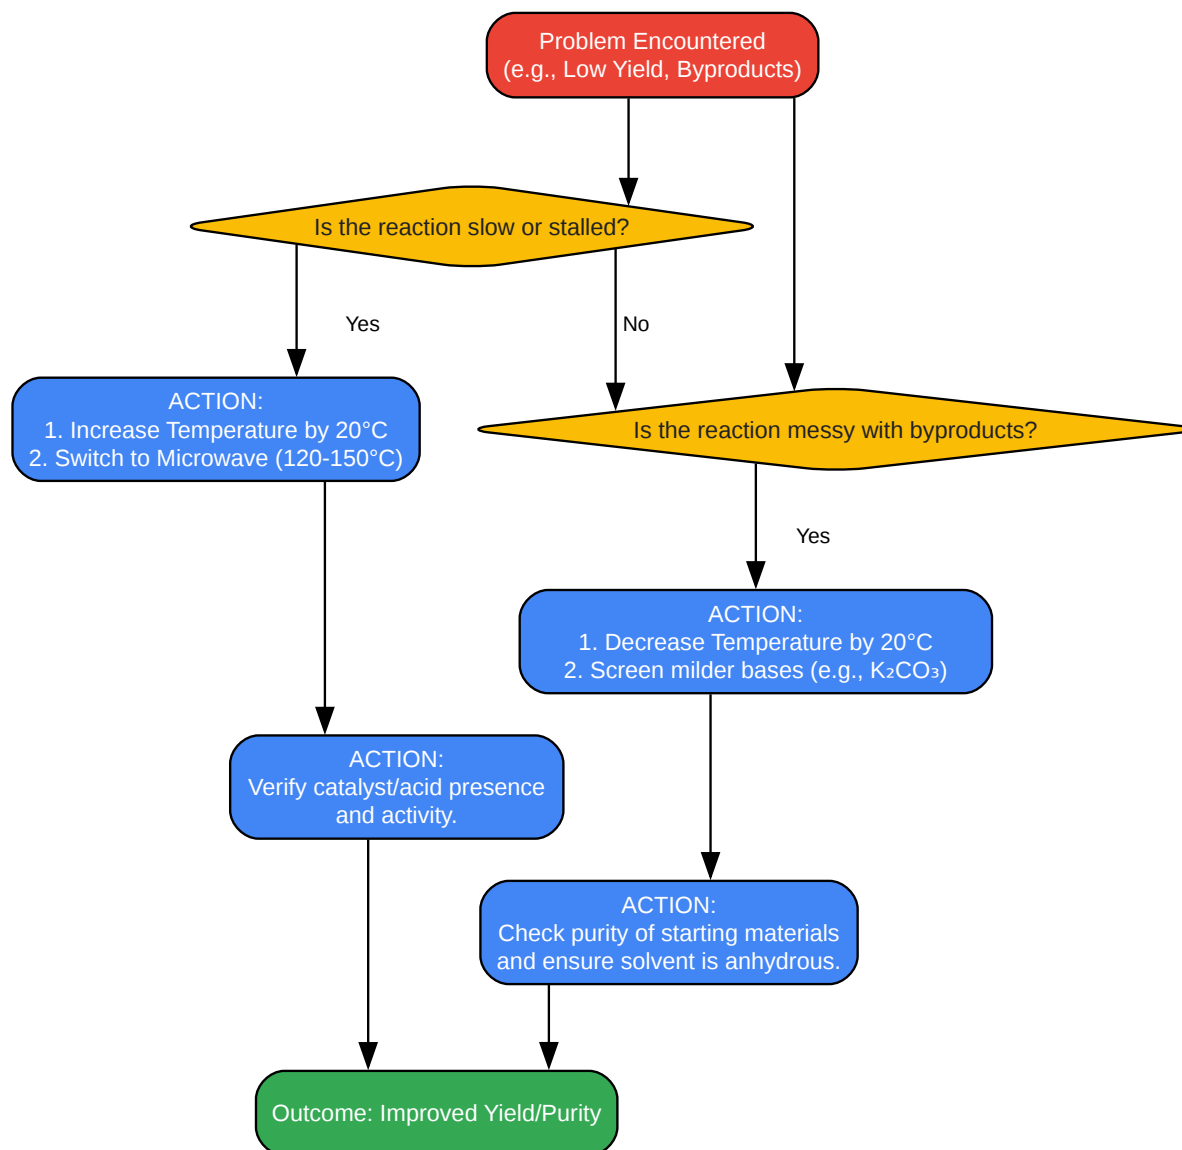 Problem Encountered
(e.g., Low Yield, Byproducts)
Is the reaction slow or stalled?
Yes
No
ACTION:
1. Increase Temperature by 20°C
2. Switch to Microwave (120-150°C)
Is the reaction messy with byproducts?
Yes
ACTION:
1. Decrease Temperature by 20°C
2. Screen milder bases (e.g., K₂CO₃)
ACTION:
Verify catalyst/acid presence
and activity.
ACTION:
Check purity of starting materials
and ensure solvent is anhydrous.
Outcome: Improved Yield/Purity